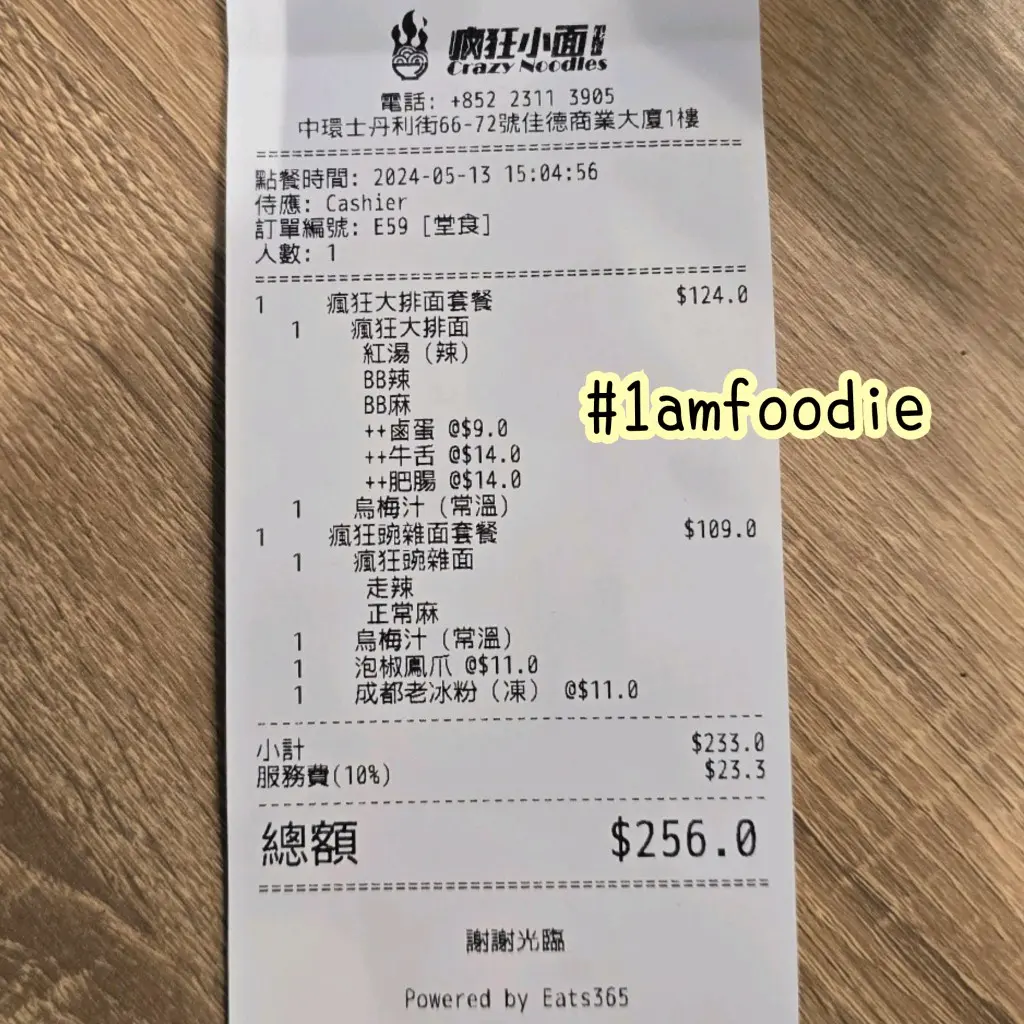 瘋狂小面
Crazy Noodles
電話: +852 2311 3905
中環士丹利街66-72號佳德商業大廈1樓
點餐時間: 2024-05-13 15:04:56
侍應: Cashier
訂單編號: E59 [堂食]
人數: 1
1 瘋狂大排面套餐 $124.0
1 瘋狂大排面
紅湯 (辣)
BB辣
BB麻
++鹵蛋 @$9.0
++牛舌 @$14.0
++肥腸 @$14.0
1 烏梅汁 (常溫)
1 瘋狂豌雜面套餐 $109.0
1 瘋狂豌雜面
走辣
正常麻
1 烏梅汁 (常溫)
1 泡椒鳳爪 @$11.0
1 成都老冰粉 (凍) @$11.0
小計 $233.0
服務費(10%) $23.3
總額 $256.0
謝謝光臨
Powered by Eats365
#1amfoodie